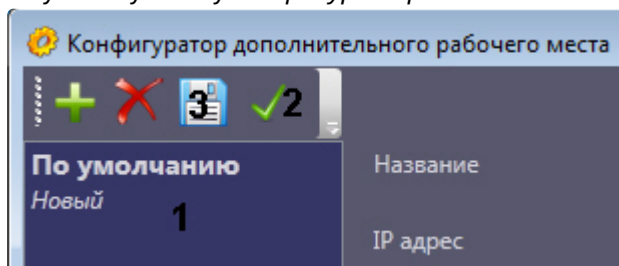 Конфигуратор дополнительного рабочего места
3 2
По умолчанию
Название
Новый
1
IP адрес